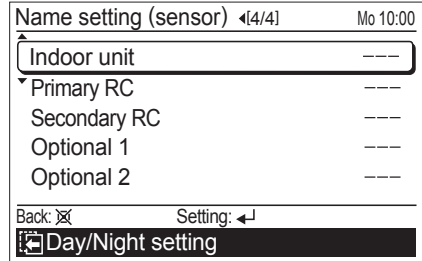 Name setting (sensor) ◀[4/4] Mo 10:00
Indoor unit ---
Primary RC ---
Secondary RC ---
Optional 1 ---
Optional 2 ---
Back: Setting:
Day/Night setting